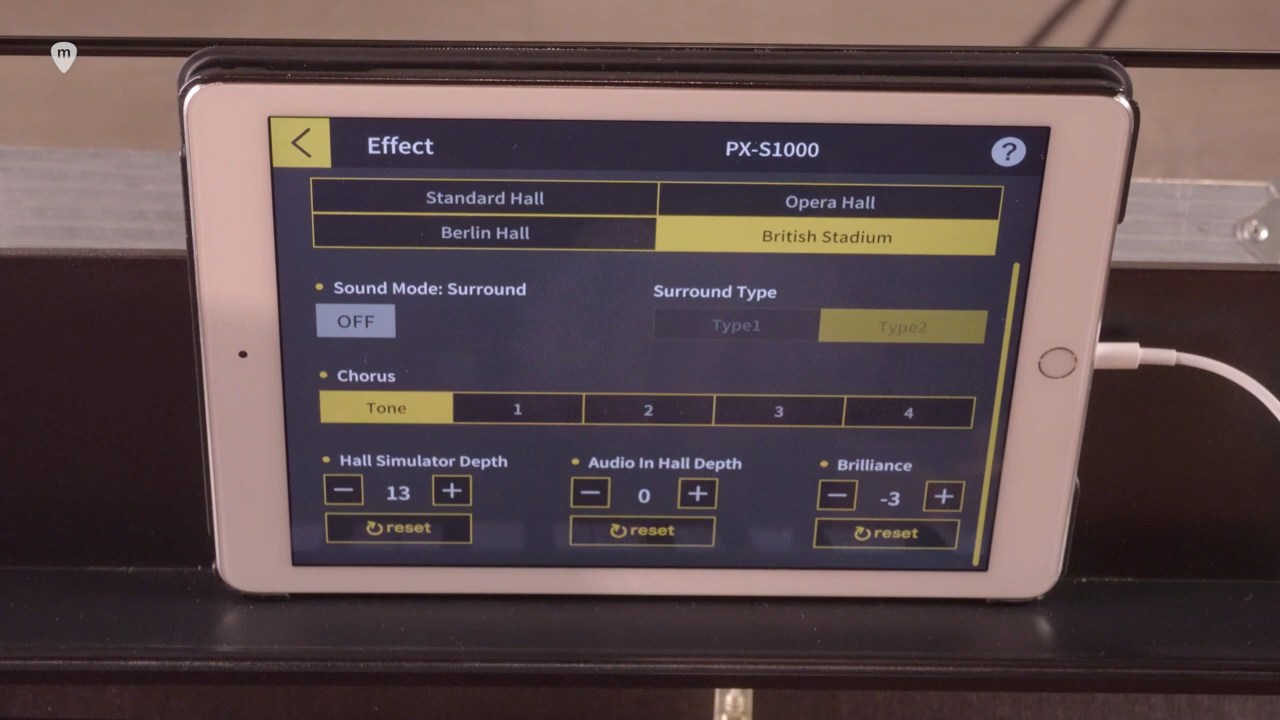 m
Effect PX-S1000 ?
Standard Hall Opera Hall
Berlin Hall British Stadium
Sound Mode: Surround Surround Type
OFF Type1 Type2
Chorus
Tone 1 2 3 4
Hall Simulator Depth Audio In Hall Depth Brilliance
− 13 + − 0 + − -3 +
reset reset reset